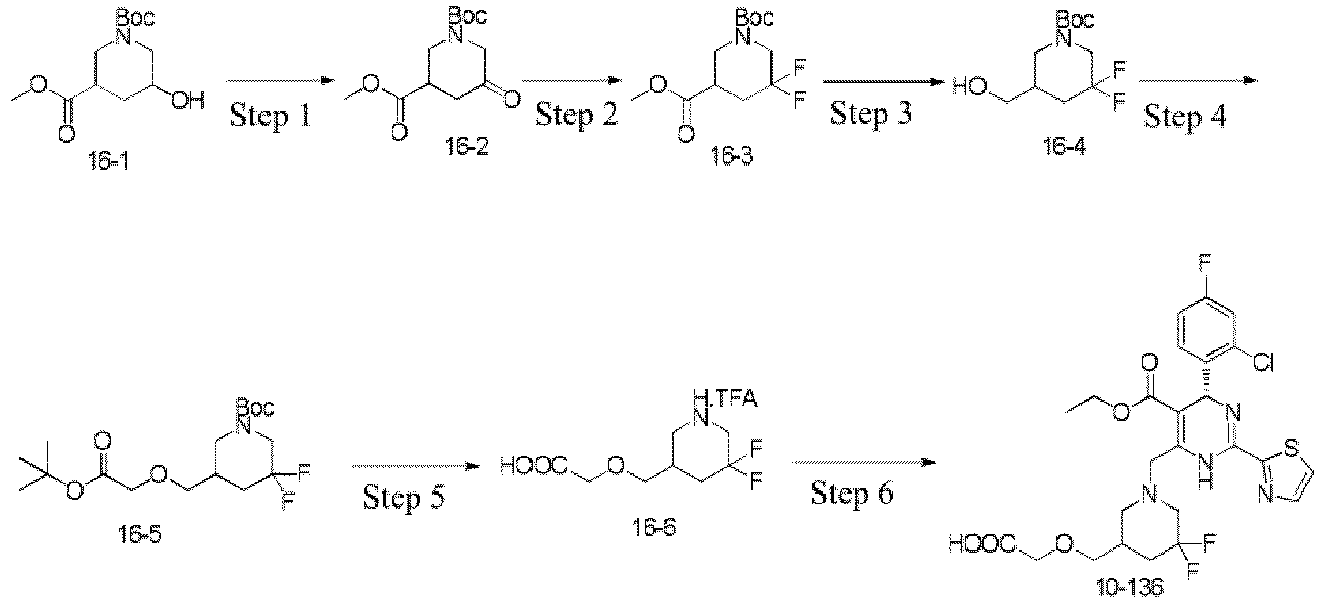 Boc
N
O
O
OH
16-1
Step 1
Boc
N
O
O
O
16-2
Step 2
Boc
N
F
F
O
O
16-3
Step 3
Boc
N
HO
F
F
16-4
Step 4
Boc
N
O
O
O
F
F
16-5
Step 5
H.TFA
N
HOOC
O
F
F
16-6
Step 6
F
Cl
O
O
N
N
H
S
N
N
HOOC
O
F
F
10-136